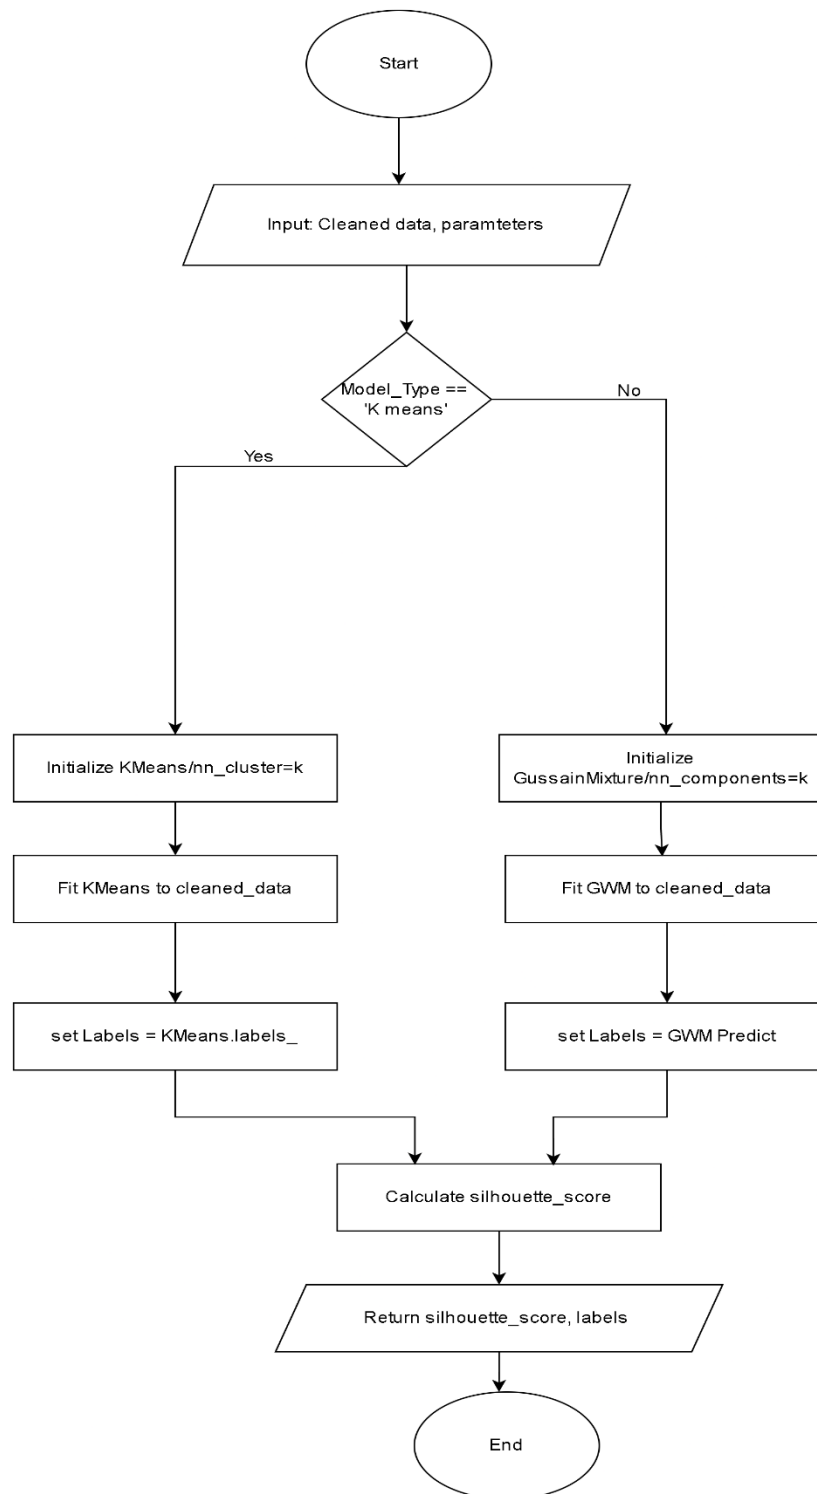 Start
Input: Cleaned data, paramteters
Model_Type ==
'K means'
No
Yes
Initialize KMeans/nn_cluster=k
Initialize
GussainMixture/nn_components=k
Fit KMeans to cleaned_data
Fit GWM to cleaned_data
set Labels = KMeans.labels_
set Labels = GWM Predict
Calculate silhouette_score
Return silhouette_score, labels
End